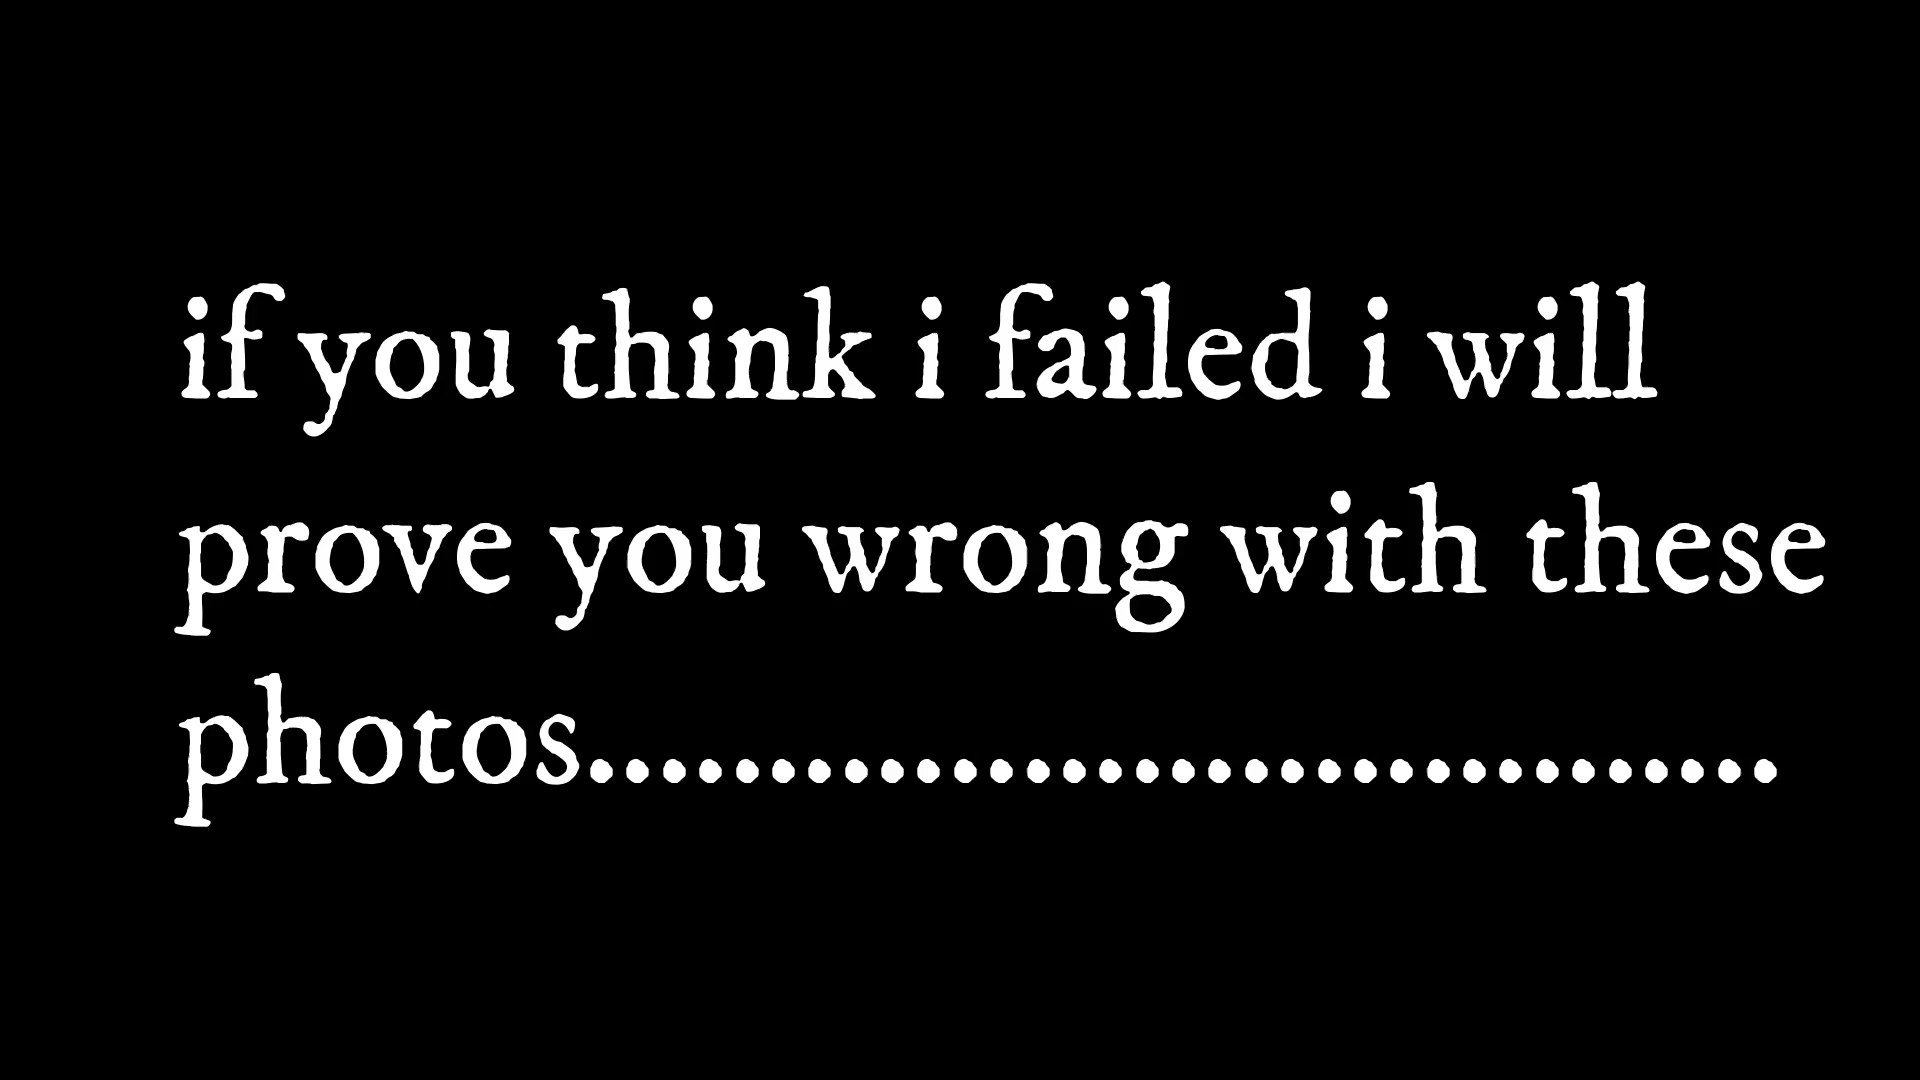 if you think i failed i will
prove you wrong with these
photos.................................